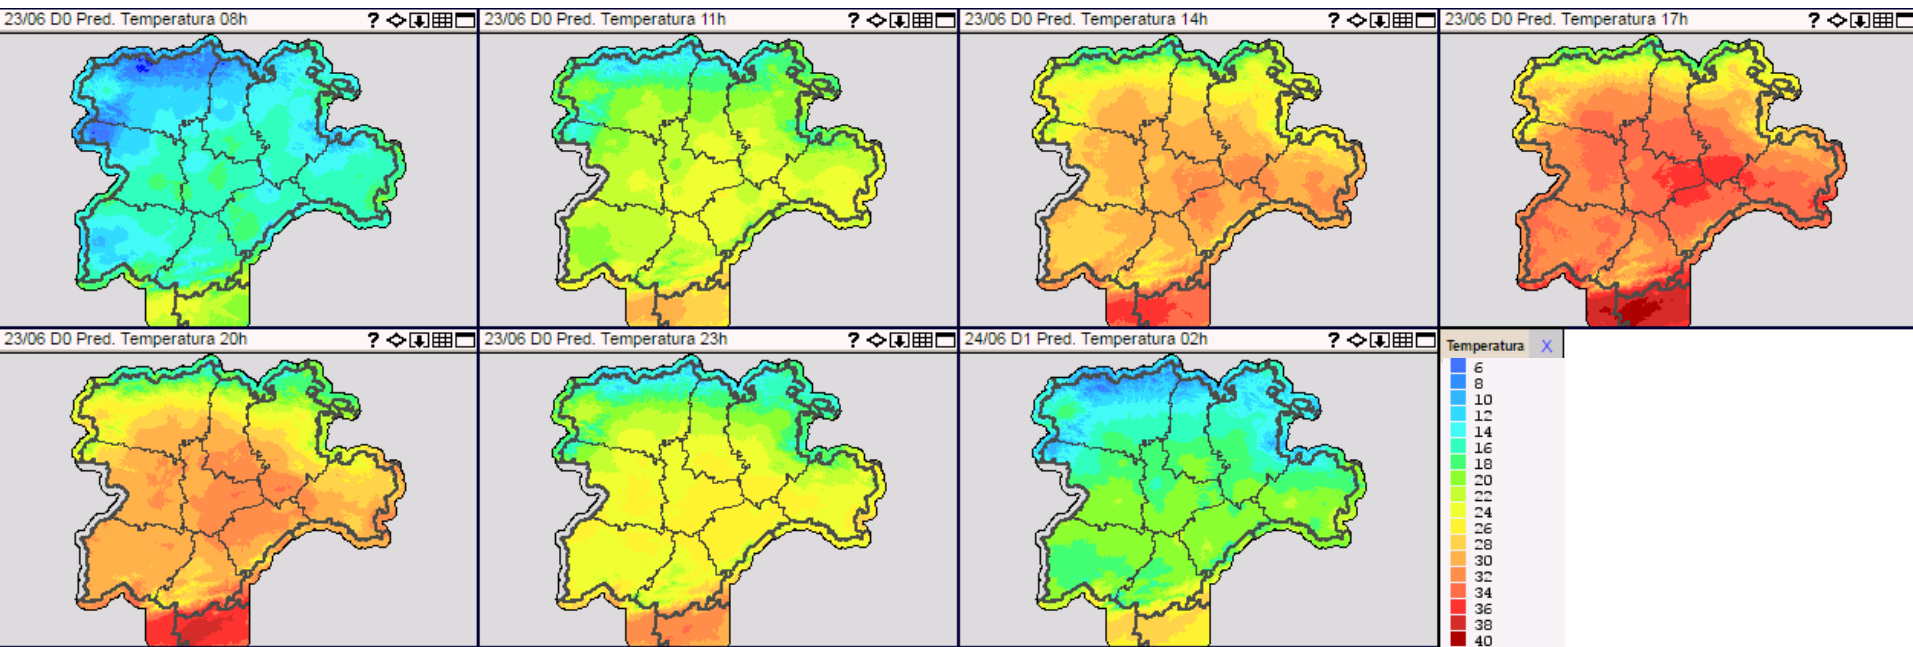 23/06 D0 Pred. Temperatura 08h ?
23/06 D0 Pred. Temperatura 11h ?
23/06 D0 Pred. Temperatura 14h ?
23/06 D0 Pred. Temperatura 17h ?
23/06 D0 Pred. Temperatura 20h ?
23/06 D0 Pred. Temperatura 23h ?
24/06 D1 Pred. Temperatura 02h ?
Temperatura X
6
8
10
12
14
16
18
20
22
24
26
28
30
32
34
36
38
40